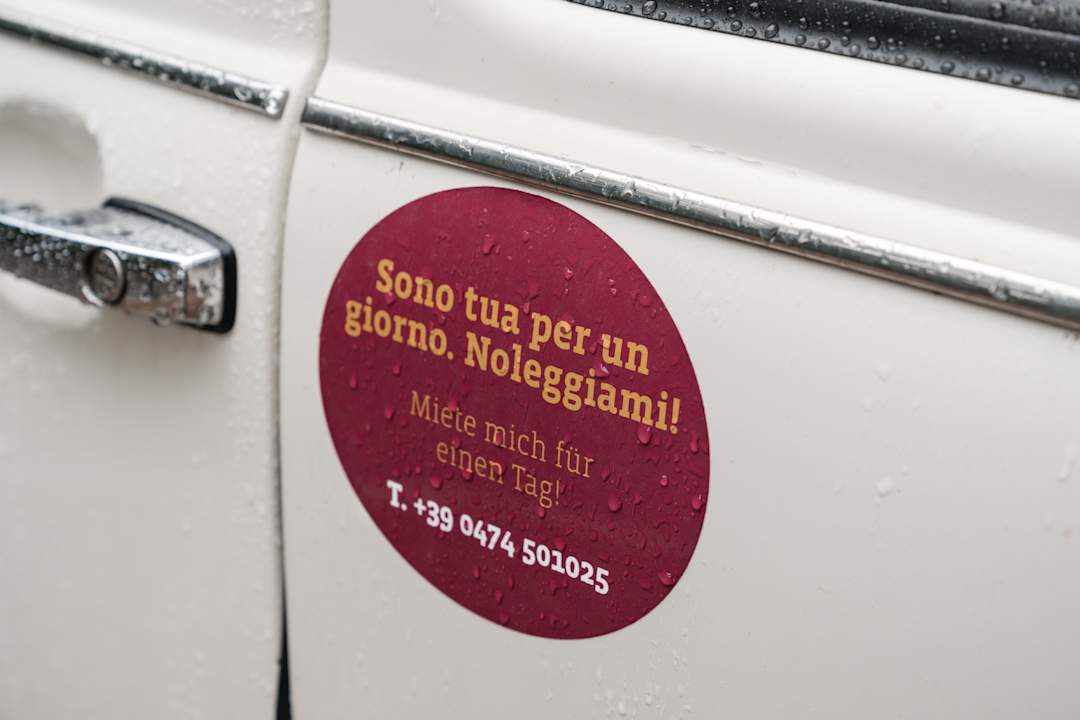 Sono tua per un
giorno. Noleggiami!
Miete mich für
einen Tag!
T. +39 0474 501025